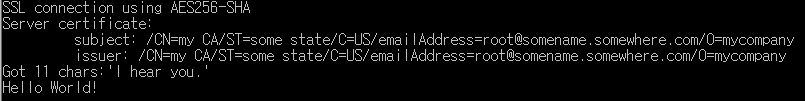 SSL connection using AES256-SHA
Server certificate:
subject: /CN=my CA/ST=some state/C=US/emailAddress=root@somename.somewhere.com/O=mycompany
issuer: /CN=my CA/ST=some state/C=US/emailAddress=root@somename.somewhere.com/O=mycompany
Got 11 chars:'I hear you.'
Hello World!